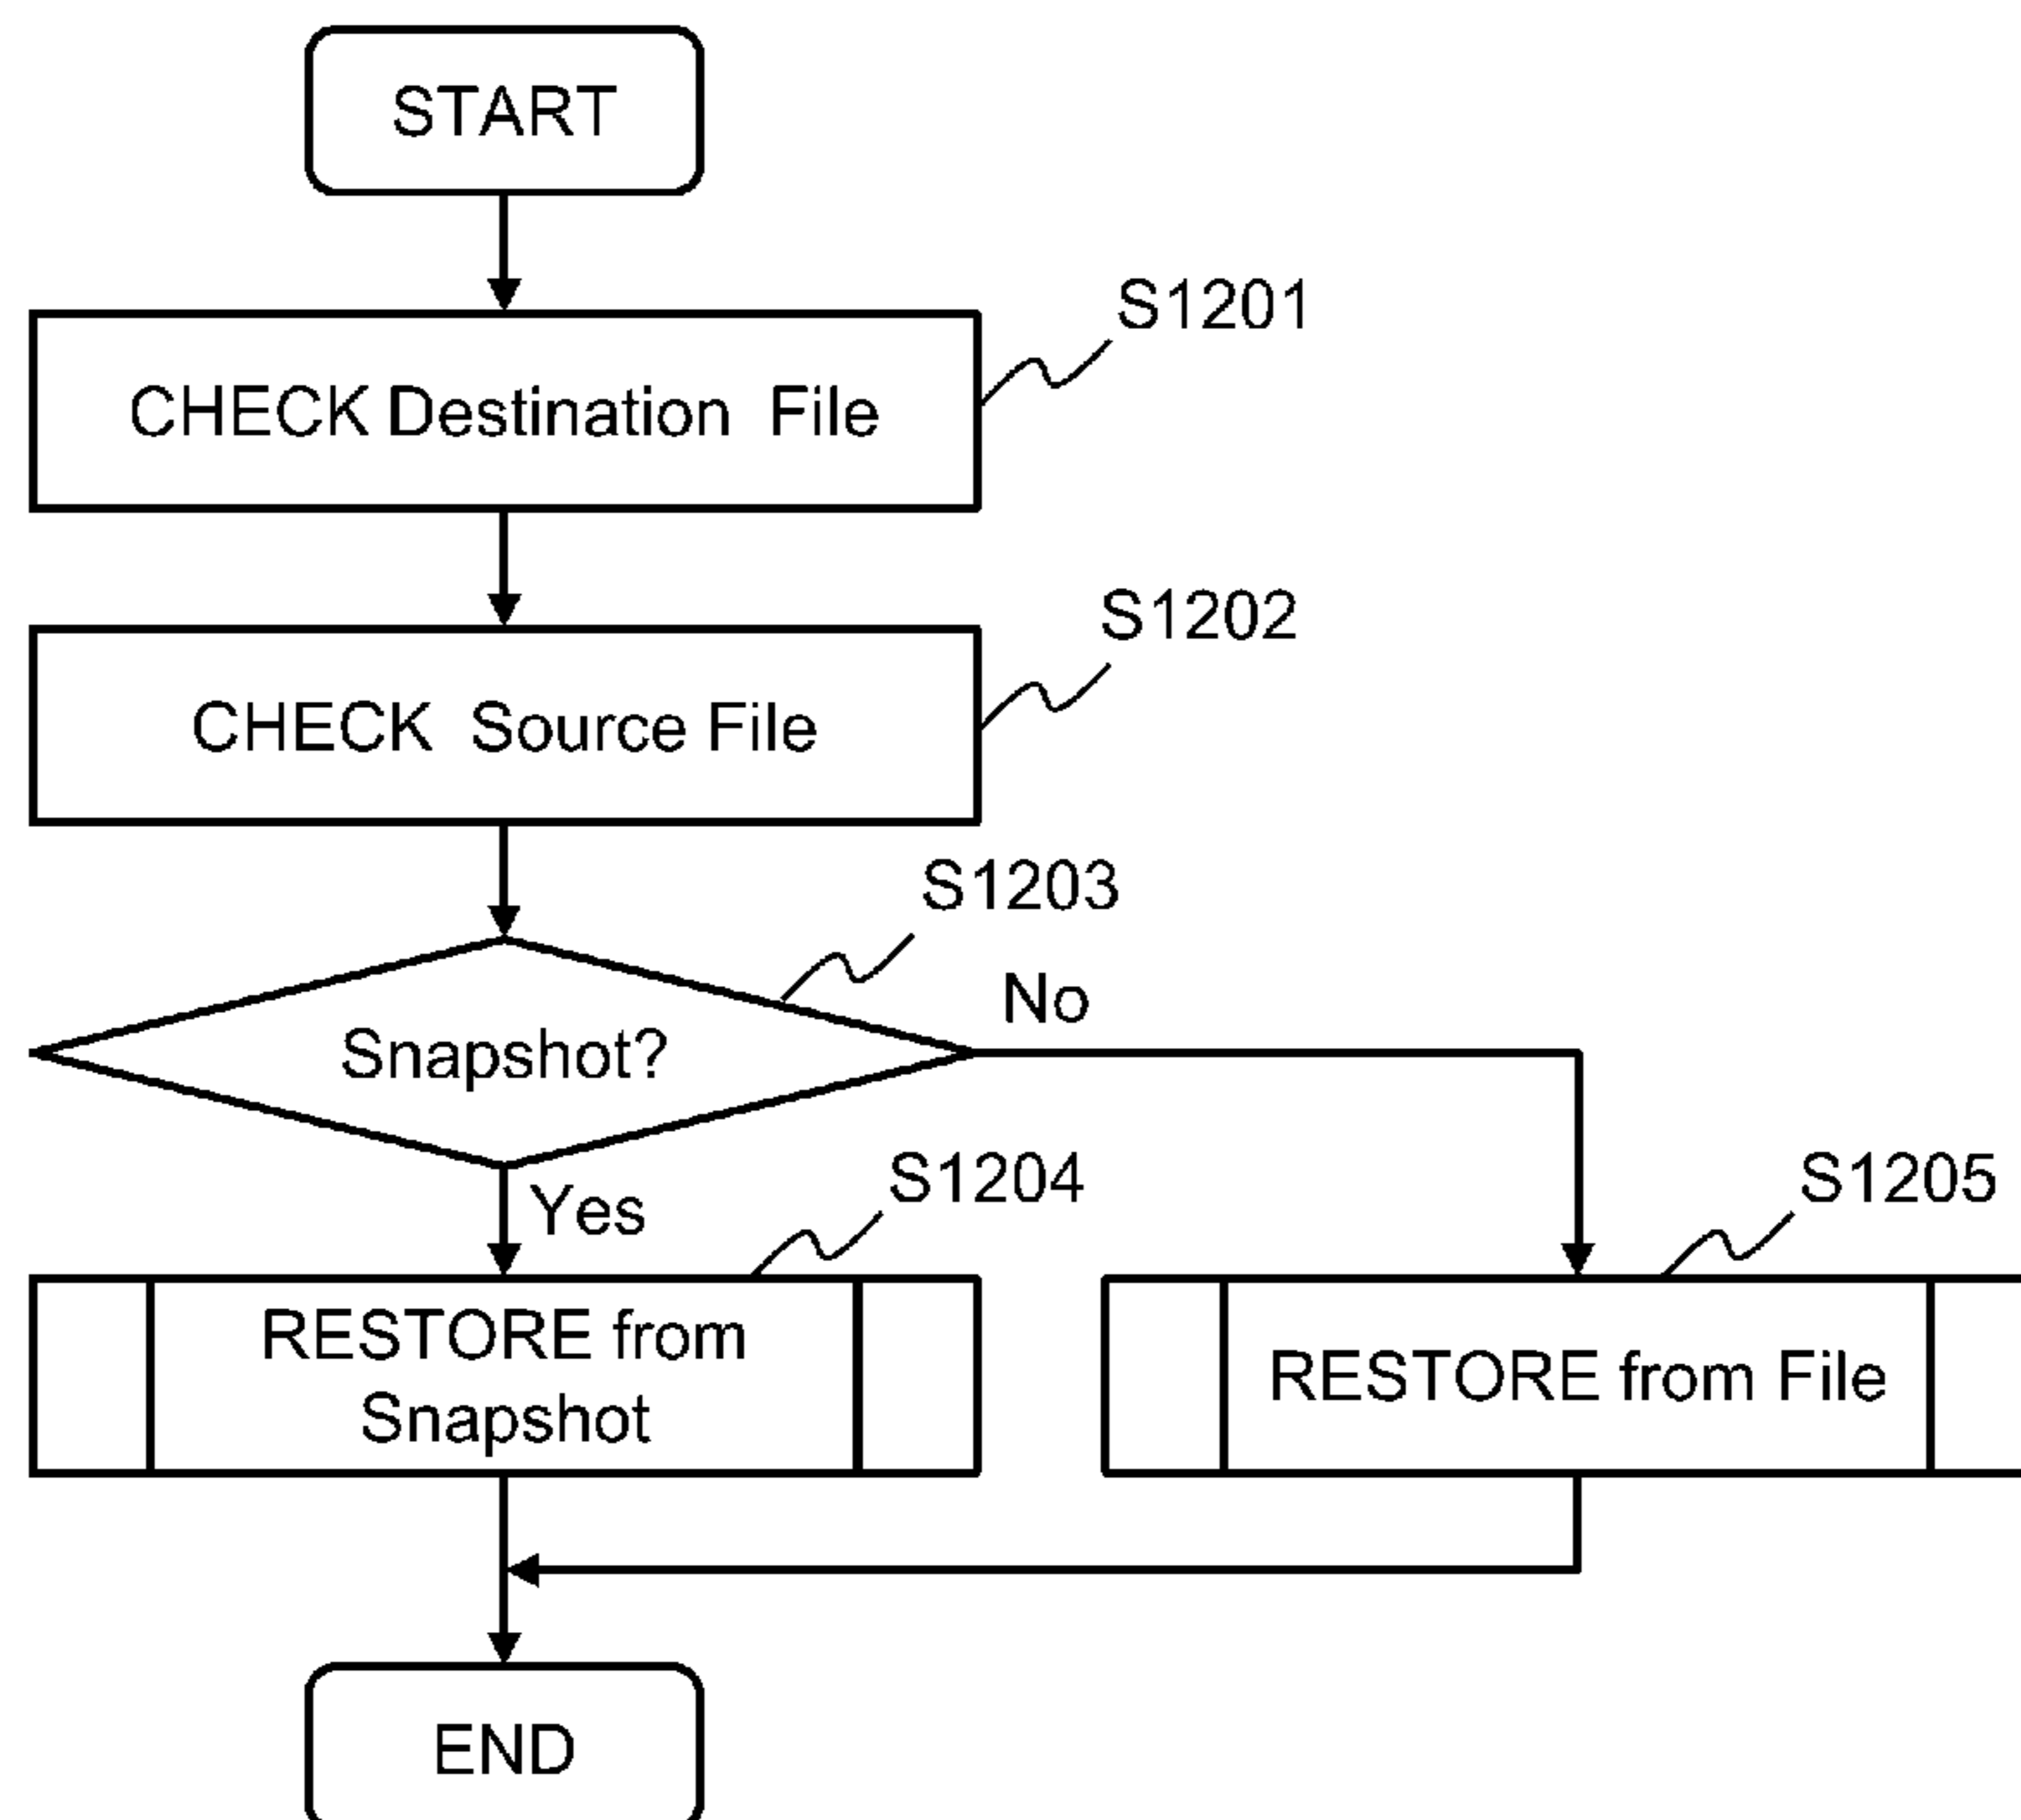 START
S1201
CHECK Destination File
S1202
CHECK Source File
S1203
No
Snapshot?
Yes
S1204
S1205
RESTORE from
Snapshot
RESTORE from File
END